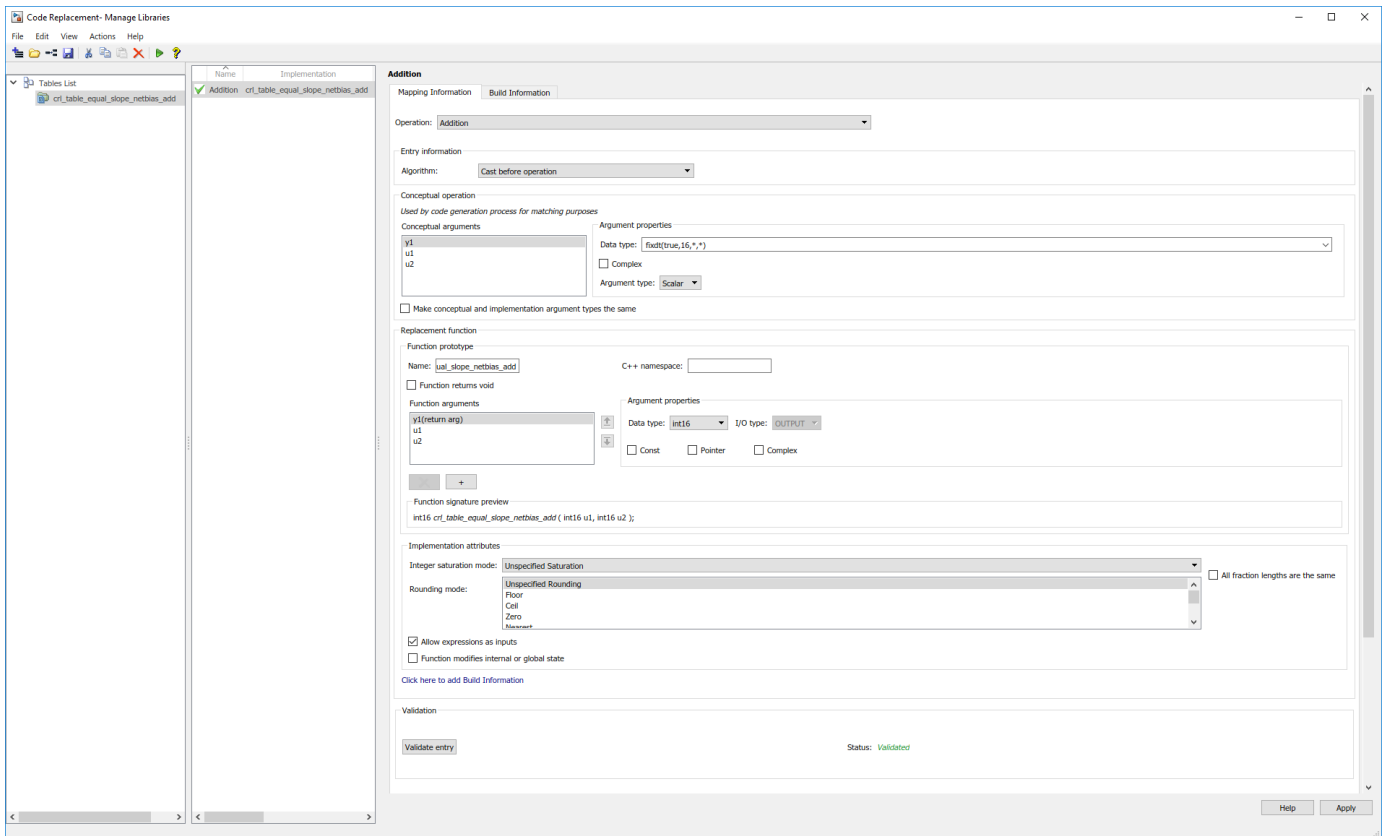 Code Replacement- Manage Libraries
File Edit View Actions Help
Tables List
crl_table_equal_slope_netbias_add
Name Implementation
Addition crl_table_equal_slope_netbias_add
Addition
Mapping Information Build Information
Operation: Addition
Entry information
Algorithm: Cast before operation
Conceptual operation
Used by code generation process for matching purposes
Conceptual arguments
y1
u1
u2
Argument properties
Data type: fixdt(true,16,*,*)
Complex
Argument type: Scalar
Make conceptual and implementation argument types the same
Replacement function
Function prototype
Name: ual_slope_netbias_add C++ namespace:
Function returns void
Function arguments
y1(return arg)
u1
u2
Argument properties
Data type: int16 I/O type: OUTPUT
Const Pointer Complex
+
Function signature preview
int16 crl_table_equal_slope_netbias_add ( int16 u1, int16 u2 );
Implementation attributes
Integer saturation mode: Unspecified Saturation
All fraction lengths are the same
Rounding mode:
Unspecified Rounding
Floor
Ceil
Zero
Nearest
Allow expressions as inputs
Function modifies internal or global state
Click here to add Build Information
Validation
Validate entry Status: Validated
Help Apply